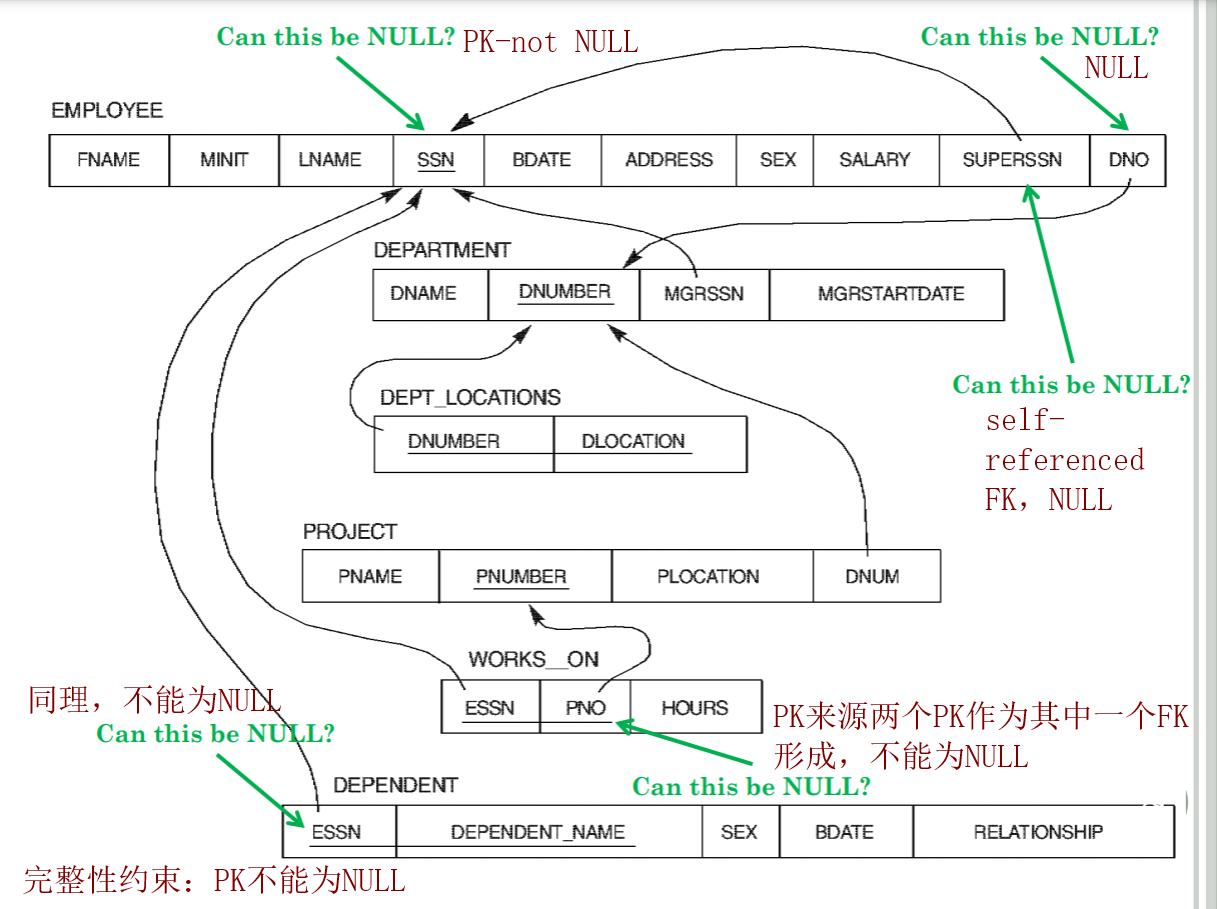 Can this be NULL? PK-not NULL
Can this be NULL?
NULL
EMPLOYEE
FNAME MINIT LNAME SSN BDATE ADDRESS SEX SALARY SUPERSSN DNO
DEPARTMENT
DNAME DNUMBER MGRSSN MGRSTARTDATE
Can this be NULL?
self-
referenced
FK，NULL
DEPT_LOCATIONS
DNUMBER DLOCATION
PROJECT
PNAME PNUMBER PLOCATION DNUM
WORKS_ON
ESSN PNO HOURS
同理，不能为NULL
Can this be NULL?
PK来源两个PK作为其中一个FK
形成，不能为NULL
Can this be NULL?
DEPENDENT
ESSN DEPENDENT_NAME SEX BDATE RELATIONSHIP
完整性约束：PK不能为NULL